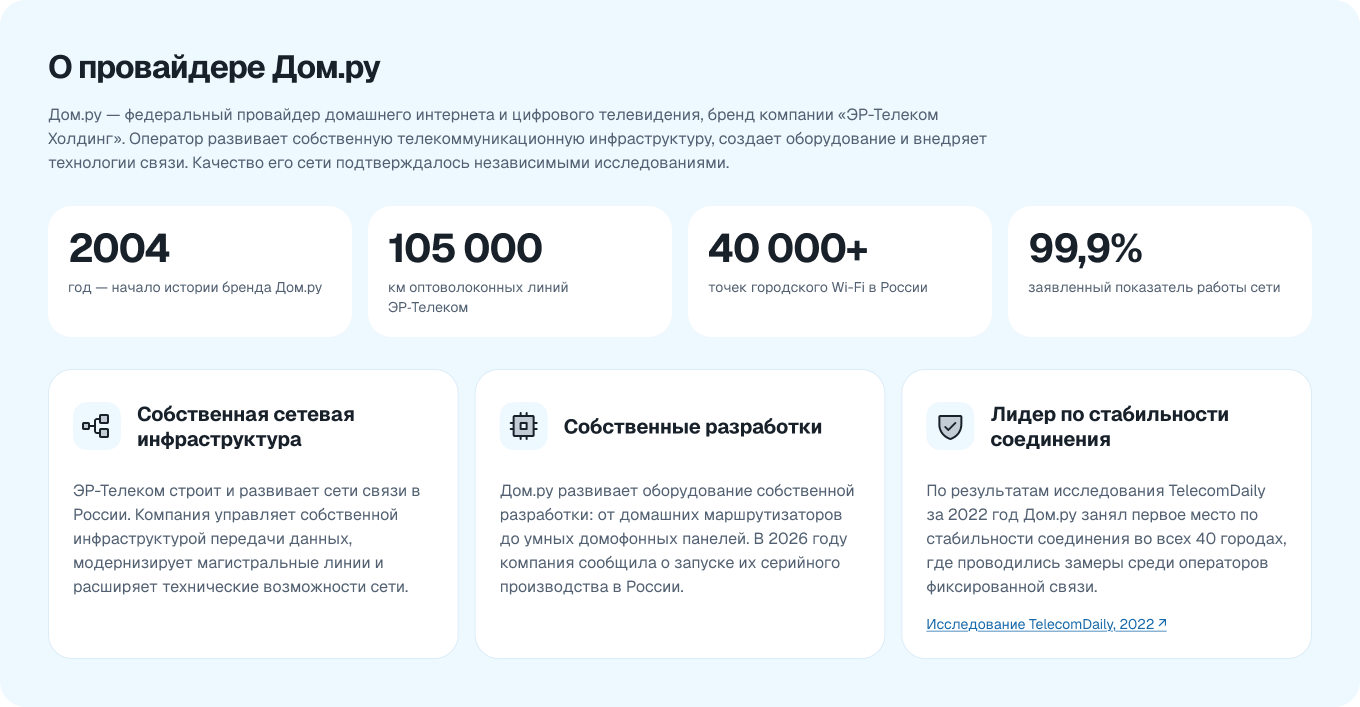 О провайдере Дом.ру
Дом.ру — федеральный провайдер домашнего интернета и цифрового телевидения, бренд компании «ЭР-Телеком
Холдинг». Оператор развивает собственную телекоммуникационную инфраструктуру, создает оборудование и внедряет
технологии связи. Качество его сети подтверждалось независимыми исследованиями.
2004
год — начало истории бренда Дом.ру
105 000
км оптоволоконных линий
ЭР-Телеком
40 000+
точек городского Wi-Fi в России
99,9%
заявленный показатель работы сети
Собственная сетевая
инфраструктура
ЭР-Телеком строит и развивает сети связи в
России. Компания управляет собственной
инфраструктурой передачи данных,
модернизирует магистральные линии и
расширяет технические возможности сети.
Собственные разработки
Дом.ру развивает оборудование собственной
разработки: от домашних маршрутизаторов
до умных домофонных панелей. В 2026 году
компания сообщила о запуске их серийного
производства в России.
Лидер по стабильности
соединения
По результатам исследования TelecomDaily
за 2022 год Дом.ру занял первое место по
стабильности соединения во всех 40 городах,
где проводились замеры среди операторов
фиксированной связи.
Исследование TelecomDaily, 2022 ↗